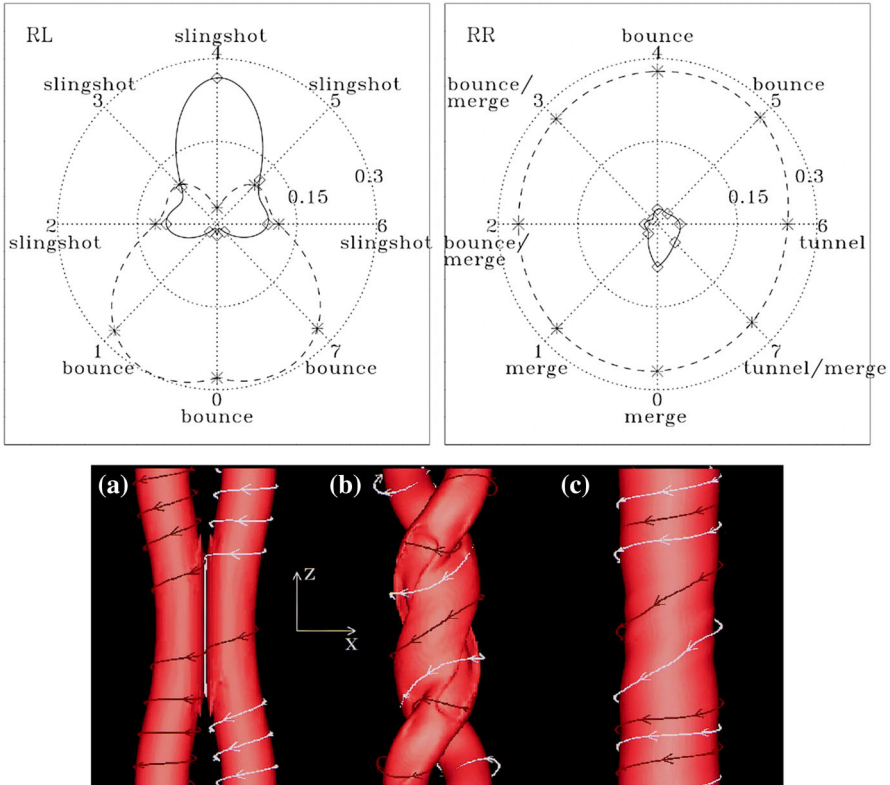 RL
slingshot
4
slingshot
3
slingshot
5
0.3
0.15
2
slingshot
6
slingshot
1
bounce
7
bounce
0
bounce
RR
bounce
4
bounce/
merge
3
bounce
5
0.3
0.15
2
bounce/
merge
6
tunnel
1
merge
7
tunnel/merge
0
merge
(a)
(b)
(c)
z
x